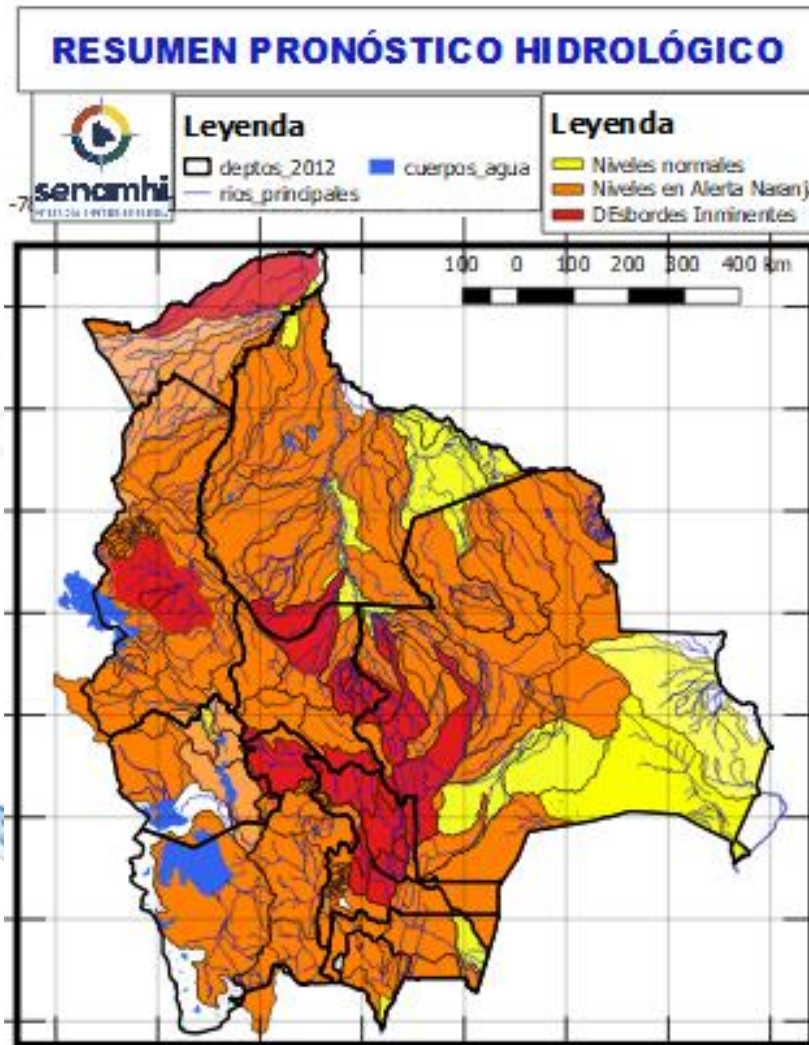 RESUMEN PRONÓSTICO HIDROLÓGICO
senamhi
Leyenda
deptos_2012
cuerpos_agua
rios_principales
Leyenda
Niveles normales
Niveles en Alerta Naranj
DEsbordes Inminentes
100 0 100 200 300 400 km